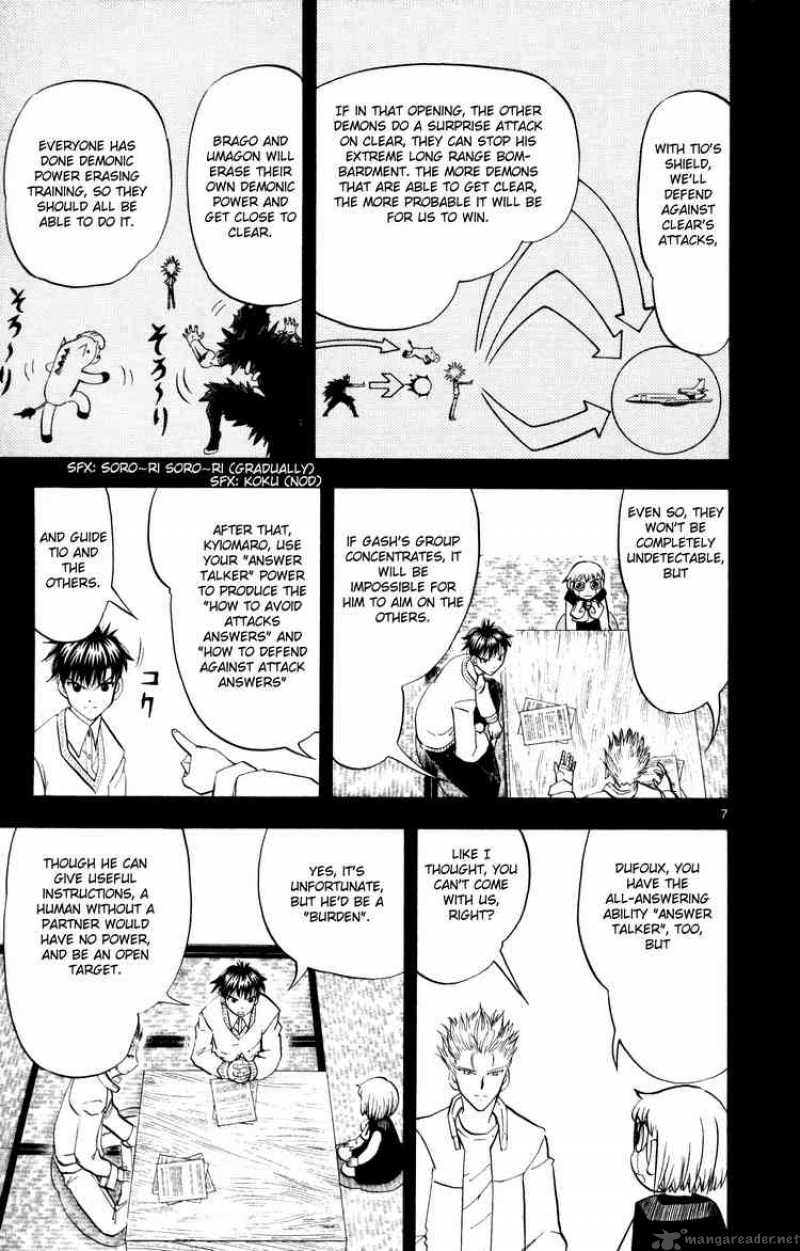 WITH TIO'S
SHIELD,
WE'LL
DEFEND
AGAINST
CLEAR'S
ATTACKS,
IF IN THAT OPENING, THE OTHER
DEMONS DO A SURPRISE ATTACK
ON CLEAR, THEY CAN STOP HIS
EXTREME LONG RANGE BOM-
BARDMENT. THE MORE DEMONS
THAT ARE ABLE TO GET CLEAR,
THE MORE PROBABLE IT WILL BE
FOR US TO WIN.
BRAGO AND
UMAGON WILL
ERASE THEIR
OWN DEMONIC
POWER AND
GET CLOSE TO
CLEAR.
EVERYONE HAS
DONE DEMONIC
POWER ERASING
TRAINING, SO THEY
SHOULD ALL BE
ABLE TO DO IT.
そろ〜り
そろ〜り
SFX: SORO~RI SORO~RI (GRADUALLY)
SFX: KOKU (NOD)
EVEN SO, THEY
WON'T BE
COMPLETELY
UNDETECTABLE,
BUT
IF GASH'S GROUP
CONCENTRATES, IT
WILL BE
IMPOSSIBLE FOR
HIM TO AIM ON THE
OTHERS.
AFTER THAT,
KYIOMARO, USE
YOUR "ANSWER
TALKER" POWER
TO PRODUCE THE
"HOW TO AVOID
ATTACKS
ANSWERS" AND
"HOW TO DEFEND
AGAINST ATTACK
ANSWERS"
AND GUIDE
TIO AND
THE
OTHERS.
コク
7
DUFOUX, YOU
HAVE THE
ALL-ANSWERING
ABILITY "ANSWER
TALKER", TOO,
BUT
LIKE I
THOUGHT, YOU
CAN'T COME
WITH US,
RIGHT?
YES, IT'S
UNFORTUNATE,
BUT HE'D BE A
"BURDEN".
THOUGH HE CAN
GIVE USEFUL
INSTRUCTIONS, A
HUMAN WITHOUT A
PARTNER WOULD
HAVE NO POWER,
AND BE AN OPEN
TARGET.
mangareader.net